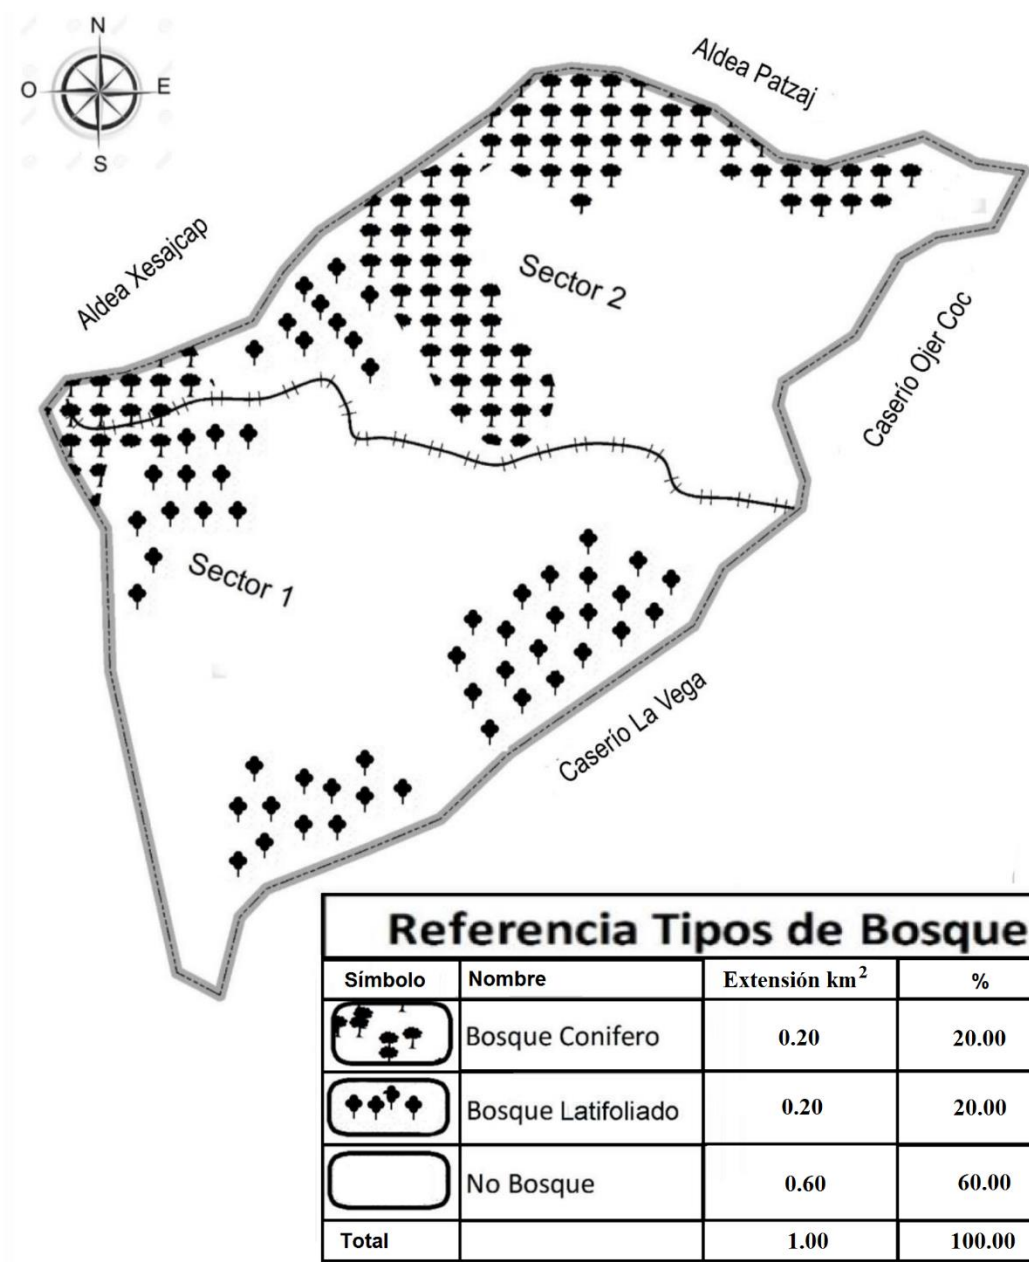 N
O E
S
Aldea Patzaj
Aldea Xesajcap
Sector 2
Caserío Ojer Coc
Sector 1
Caserío La Vega
Referencia Tipos de Bosque
Símbolo Nombre Extensión km² %
Bosque Conifero 0.20 20.00
Bosque Latifoliado 0.20 20.00
No Bosque 0.60 60.00
Total 1.00 100.00